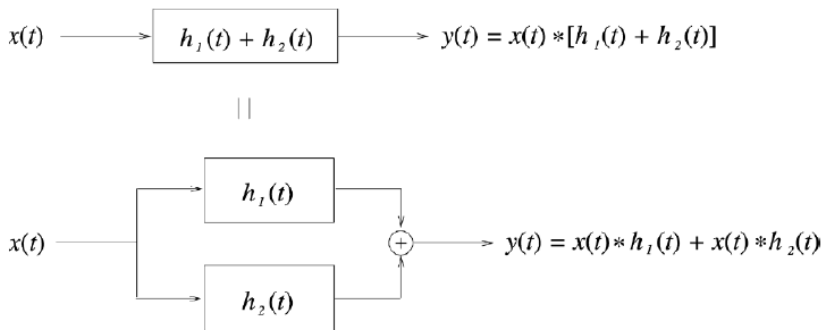 x(t) h₁(t) + h₂(t) y(t) = x(t) *[h₁(t) + h₂(t)]
||
h₁(t)
x(t) + y(t) = x(t)* h₁(t) + x(t)*h₂(t)
h₂(t)